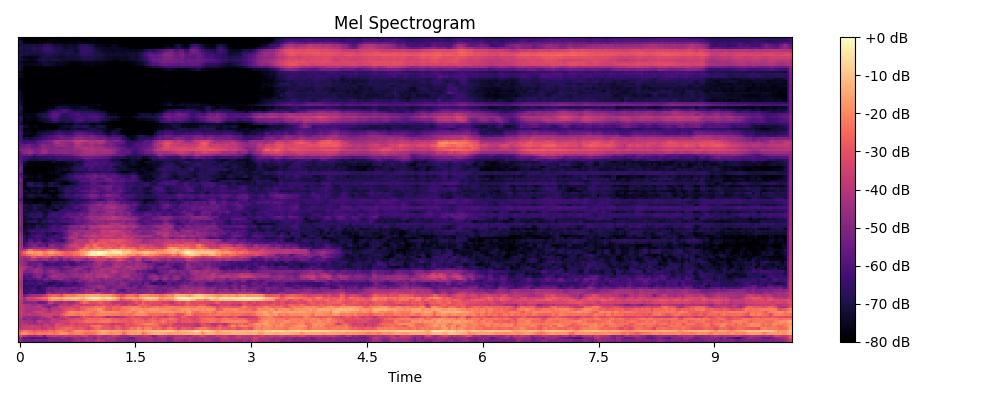 Mel Spectrogram
+0 dB
-10 dB
-20 dB
-30 dB
-40 dB
-50 dB
-60 dB
-70 dB
-80 dB
0 1.5 3 4.5 6 7.5 9
Time